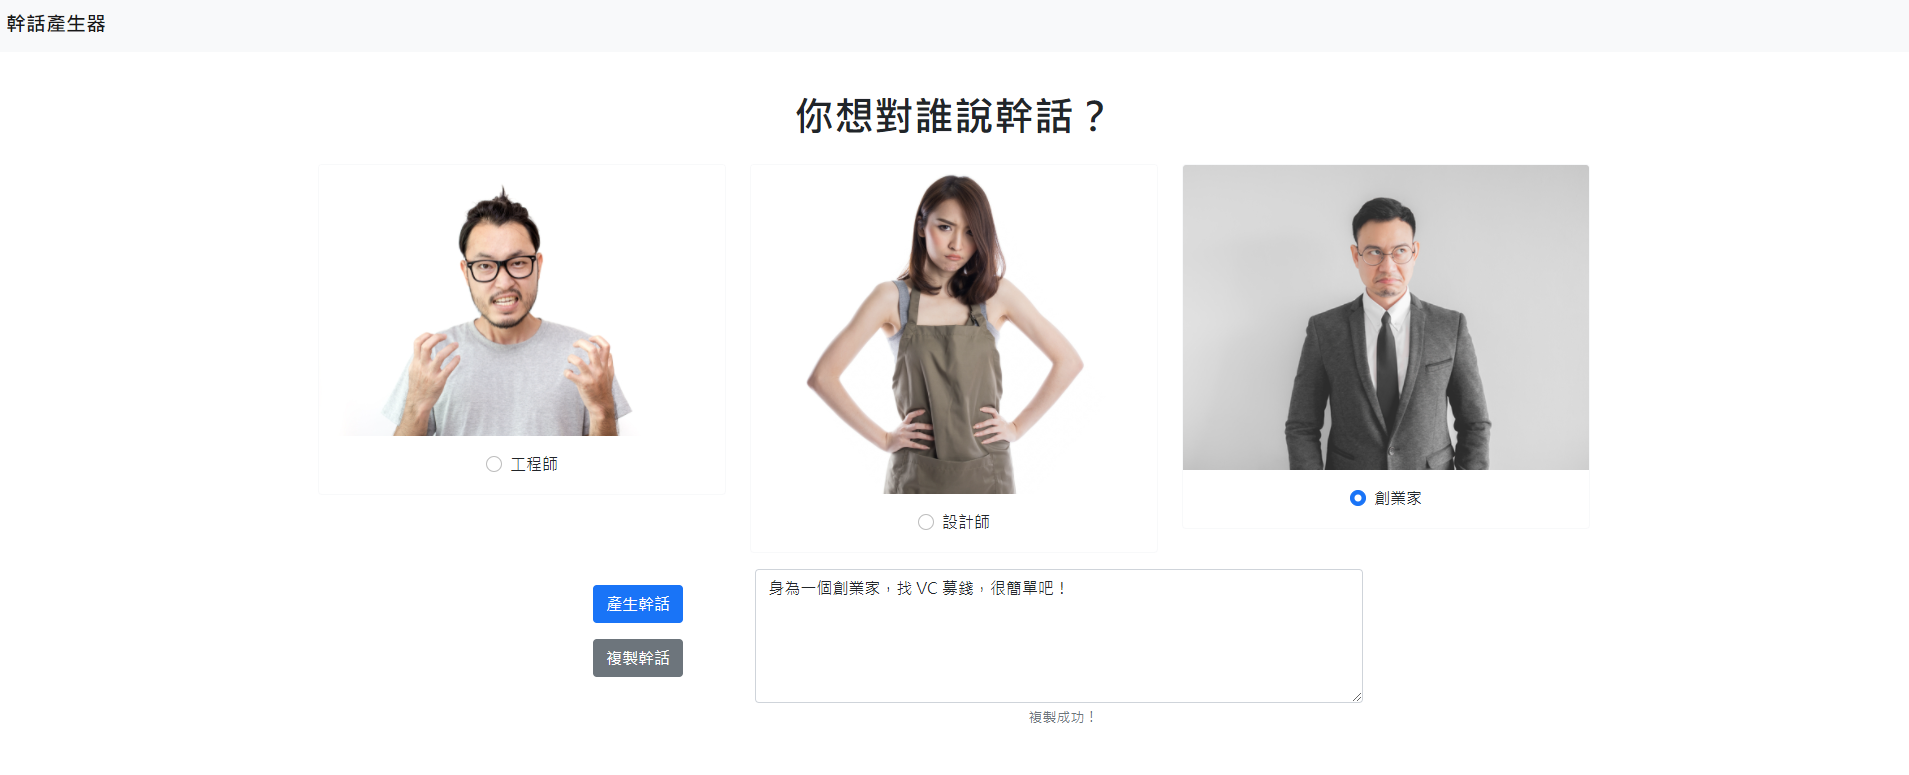 幹話產生器
你想對誰說幹話？
工程師
設計師
創業家
產生幹話
複製幹話
身為一個創業家，找 VC 募錢，很簡單吧！
複製成功！